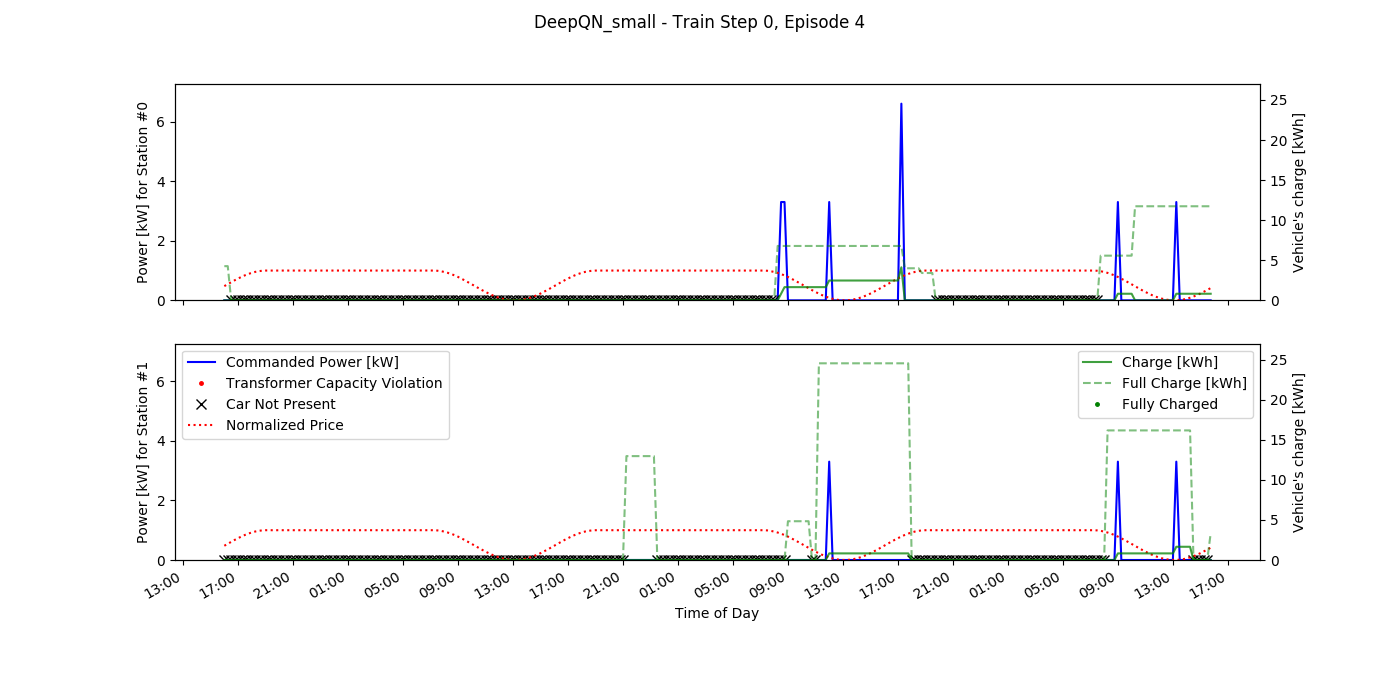 DeepQN_small - Train Step 0, Episode 4
Power [kW] for Station #0
6
4
2
0
25
20
15
10
5
0
Vehicle's charge [kWh]
Power [kW] for Station #1
6
4
2
0
Commanded Power [kW]
Transformer Capacity Violation
Car Not Present
Normalized Price
Charge [kWh]
Full Charge [kWh]
Fully Charged
25
20
15
10
5
0
Vehicle's charge [kWh]
13:00 17:00 21:00 01:00 05:00 09:00 13:00 17:00 21:00 01:00 05:00 09:00 13:00 17:00 21:00 01:00 05:00 09:00 13:00 17:00
Time of Day